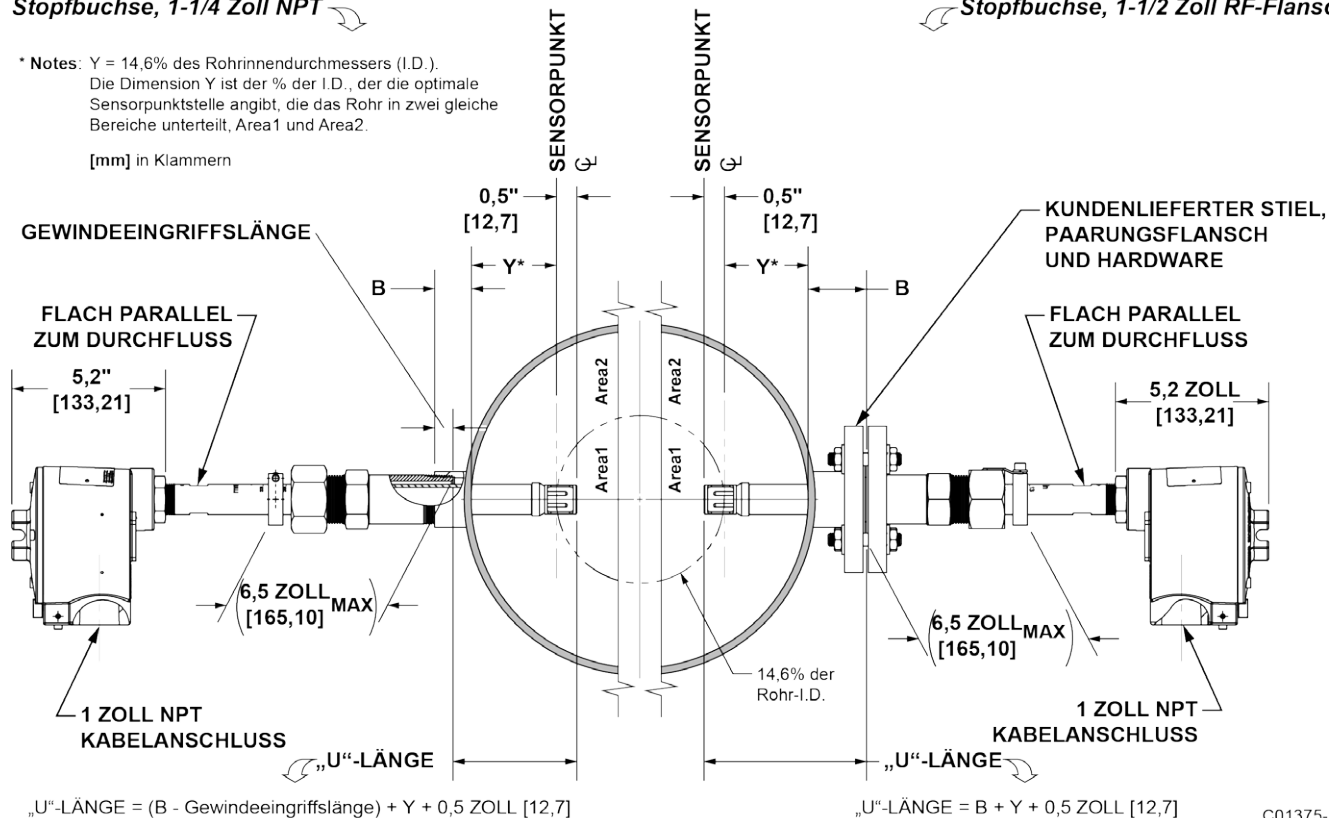 Stopfbuchse, 1-1/4 Zoll NPT
Stopfbuchse, 1-1/2 Zoll RF-Flansc
* Notes: Y = 14,6% des Rohrinnendurchmessers (I.D.).
Die Dimension Y ist der % der I.D., der die optimale
Sensorpunktstelle angibt, die das Rohr in zwei gleiche
Bereiche unterteilt, Area1 und Area2.
[mm] in Klammern
SENSORPUNKT
SENSORPUNKT
0,5"
[12,7]
0,5"
[12,7]
GEWINDEEINGRIFFSLÄNGE
KUNDENLIEFERTER STIEL,
PAARUNGSFLANSCH
UND HARDWARE
Y*
Y*
B
B
FLACH PARALLEL
ZUM DURCHFLUSS
FLACH PARALLEL
ZUM DURCHFLUSS
5,2"
[133,21]
5,2 ZOLL
[133,21]
Area2
Area2
Area1
Area1
6,5 ZOLL
[165,10]
MAX
6,5 ZOLL
[165,10]
MAX
14,6% der
Rohr-I.D.
1 ZOLL NPT
KABELANSCHLUSS
1 ZOLL NPT
KABELANSCHLUSS
„U“-LÄNGE
„U“-LÄNGE
„U“-LÄNGE = (B - Gewindeeingriffslänge) + Y + 0,5 ZOLL [12,7]
„U“-LÄNGE = B + Y + 0,5 ZOLL [12,7]
C01375-